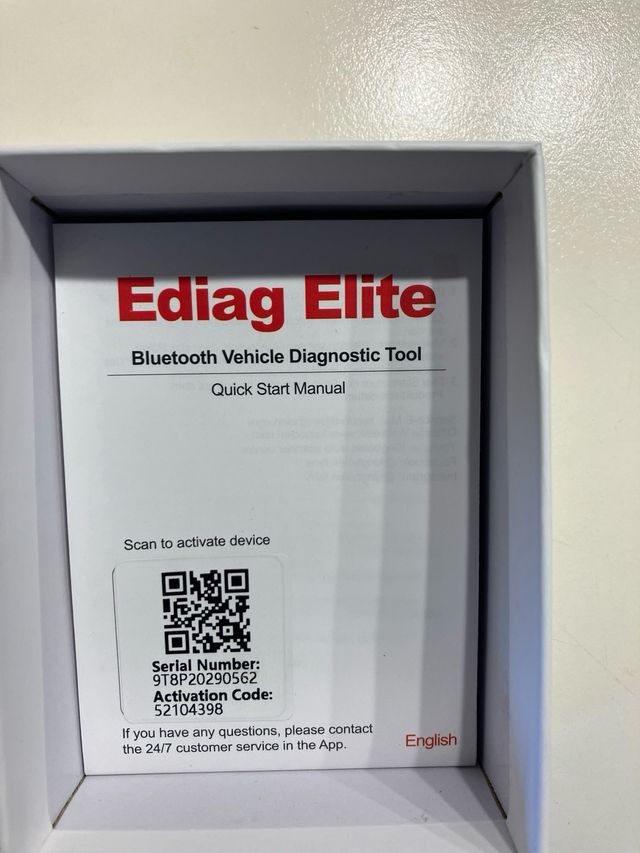 Ediag Elite
Bluetooth Vehicle Diagnostic Tool
Quick Start Manual
Scan to activate device
Serial Number:
9T8P20290562
Activation Code:
52104398
If you have any questions, please contact
the 24/7 customer service in the App.
English